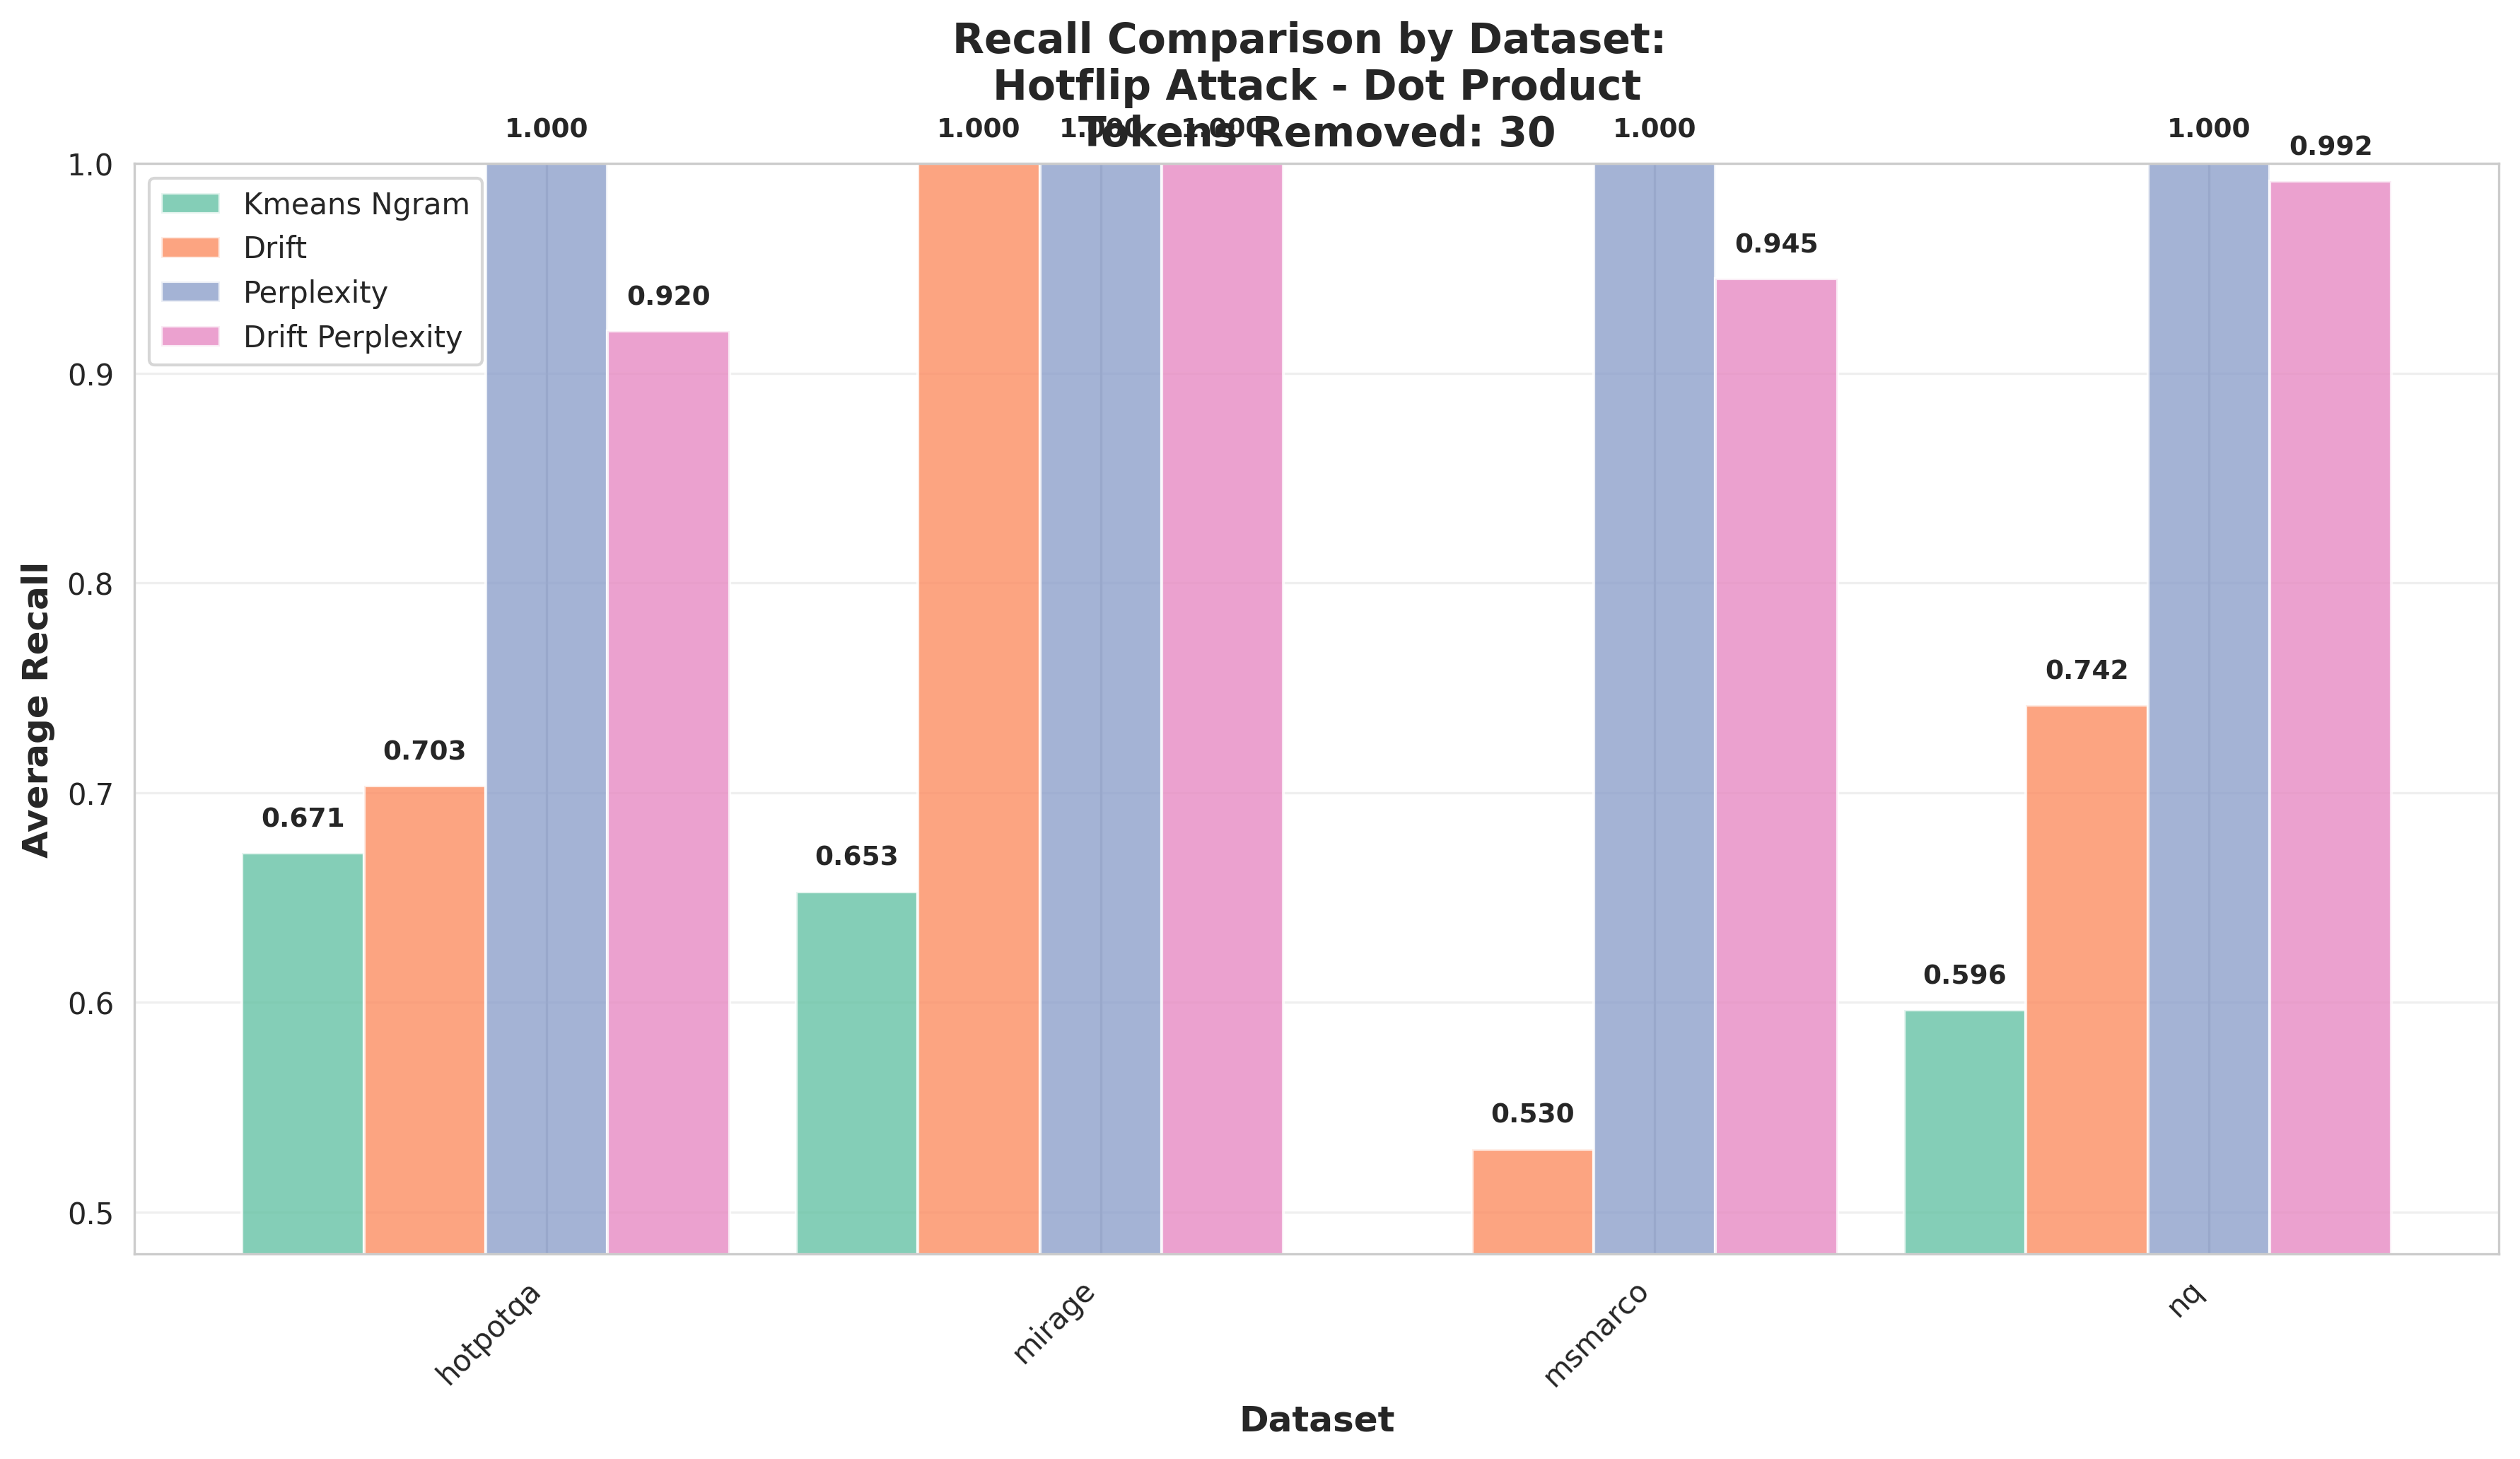 Recall Comparison by Dataset:
Hotflip Attack - Dot Product
Tokens Removed: 30
1.000 1.000 1.000 1.000 1.000 1.000 0.992
1.0
Kmeans Ngram
Drift
Perplexity
Drift Perplexity
0.945
0.920
0.9
0.8
0.742
0.703
0.7
0.671
0.653
0.6
0.596
0.530
0.5
Average Recall
hotpotqa
mirage
msmarco
nq
Dataset